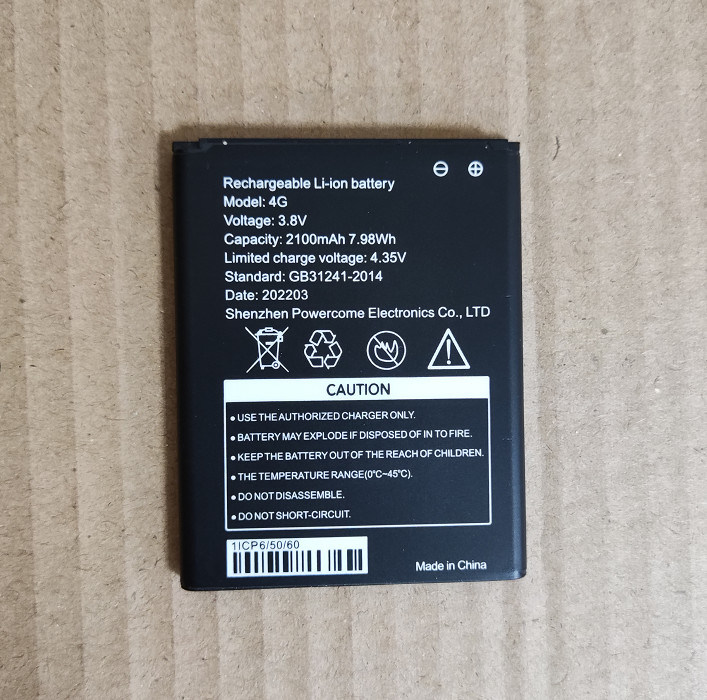 ⊖ ⊕
Rechargeable Li-ion battery
Model: 4G
Voltage: 3.8V
Capacity: 2100mAh 7.98Wh
Limited charge voltage: 4.35V
Standard: GB31241-2014
Date: 202203
Shenzhen Powercome Electronics Co., LTD
CAUTION
• USE THE AUTHORIZED CHARGER ONLY.
• BATTERY MAY EXPLODE IF DISPOSED OF IN TO FIRE.
• KEEP THE BATTERY OUT OF THE REACH OF CHILDREN.
• THE TEMPERATURE RANGE(0°C~45°C).
• DO NOT DISASSEMBLE.
• DO NOT SHORT-CIRCUIT.
1ICP6/50/60
Made in China